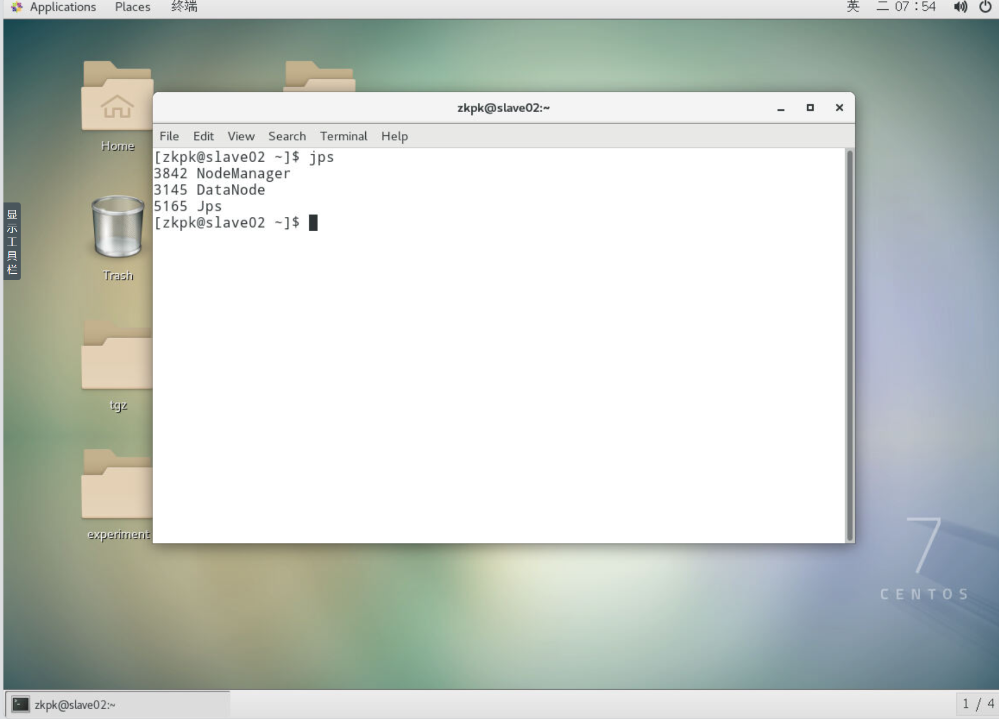 Applications Places 终端 英 二 07：54
zkpk@slave02:~
File Edit View Search Terminal Help
[zkpk@slave02 ~]$ jps
3842 NodeManager
3145 DataNode
5165 Jps
[zkpk@slave02 ~]$
Home
显示工具栏
Trash
tgz
experiment
7
CENTOS
zkpk@slave02:~
1 / 4